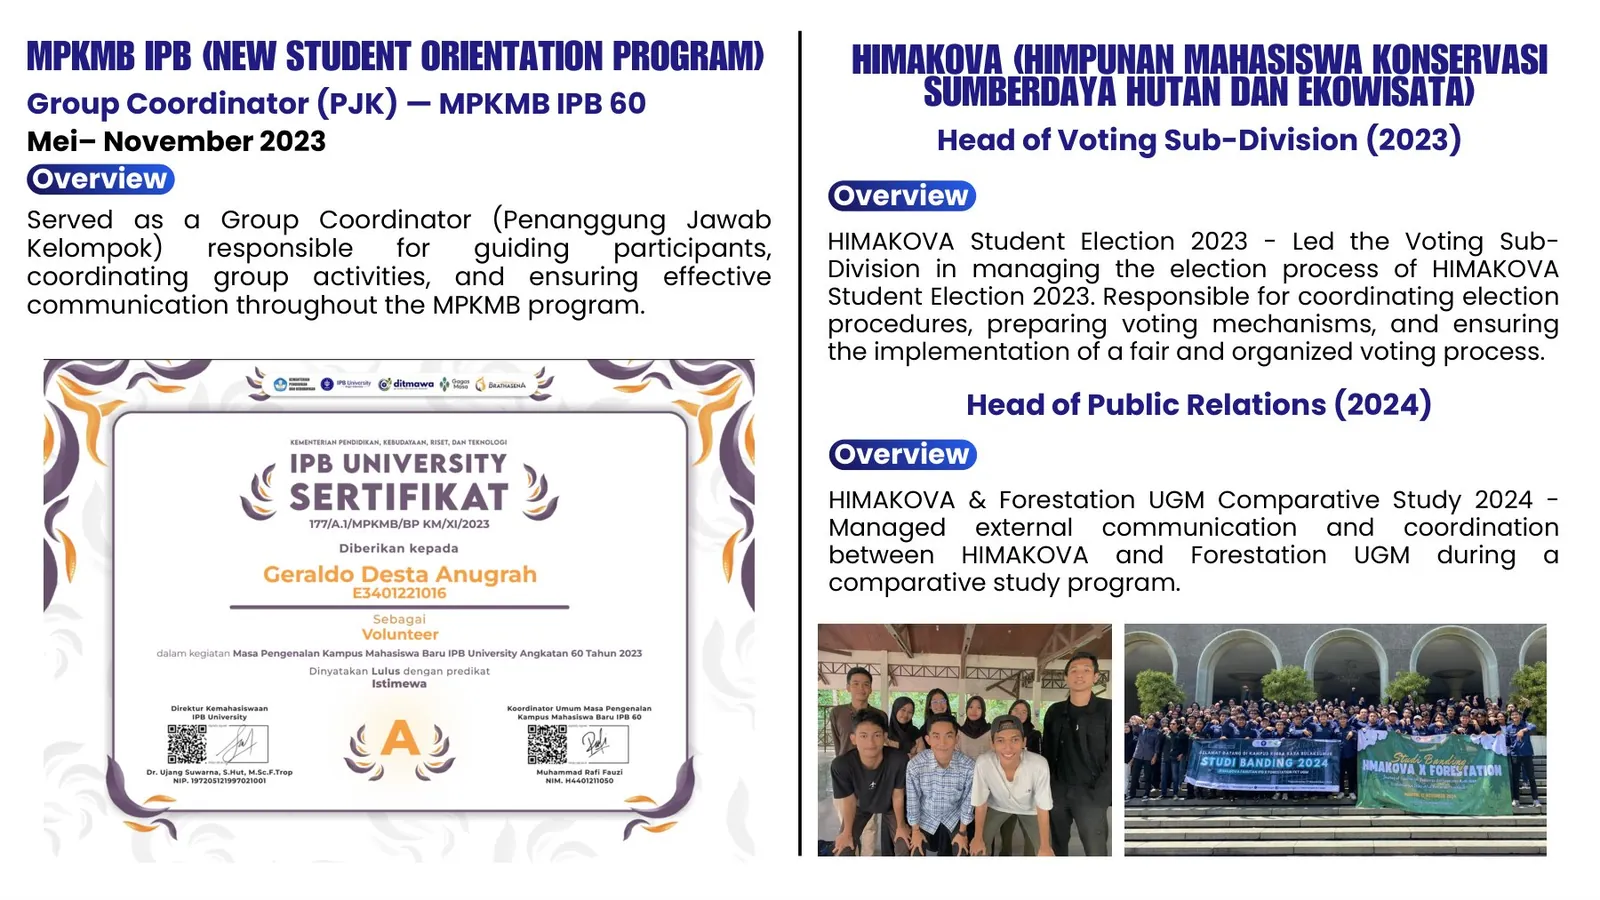 MPKMB IPB (NEW STUDENT ORIENTATION PROGRAM)
Group Coordinator (PJK) — MPKMB IPB 60
Mei– November 2023
Overview
Served as a Group Coordinator (Penanggung Jawab
Kelompok) responsible for guiding participants,
coordinating group activities, and ensuring effective
communication throughout the MPKMB program.
IPB University
ditmawa
Gagas
Masa
BRATHASENA
KEMENTERIAN PENDIDIKAN, KEBUDAYAAN, RISET, DAN TEKNOLOGI
IPB UNIVERSITY
SERTIFIKAT
177/A.1/MPKMB/BP KM/XI/2023
Diberikan kepada
Geraldo Desta Anugrah
E3401221016
Sebagai
Volunteer
dalam kegiatan Masa Pengenalan Kampus Mahasiswa Baru IPB University Angkatan 60 Tahun 2023
Dinyatakan Lulus dengan predikat
Istimewa
Direktur Kemahasiswaan
IPB University
Dr. Ujang Suwarna, S.Hut, M.Sc.F.Trop
NIP. 197205121997021001
A
Koordinator Umum Masa Pengenalan
Kampus Mahasiswa Baru IPB 60
Muhammad Rafi Fauzi
NIM. H4401211050
HIMAKOVA (HIMPUNAN MAHASISWA KONSERVASI
SUMBERDAYA HUTAN DAN EKOWISATA)
Head of Voting Sub-Division (2023)
Overview
HIMAKOVA Student Election 2023 - Led the Voting Sub-
Division in managing the election process of HIMAKOVA
Student Election 2023. Responsible for coordinating election
procedures, preparing voting mechanisms, and ensuring
the implementation of a fair and organized voting process.
Head of Public Relations (2024)
Overview
HIMAKOVA & Forestation UGM Comparative Study 2024 -
Managed external communication and coordination
between HIMAKOVA and Forestation UGM during a
comparative study program.
STUDI BANDING 2024
Studi Banding
HIMAKOVA X FORESTATION